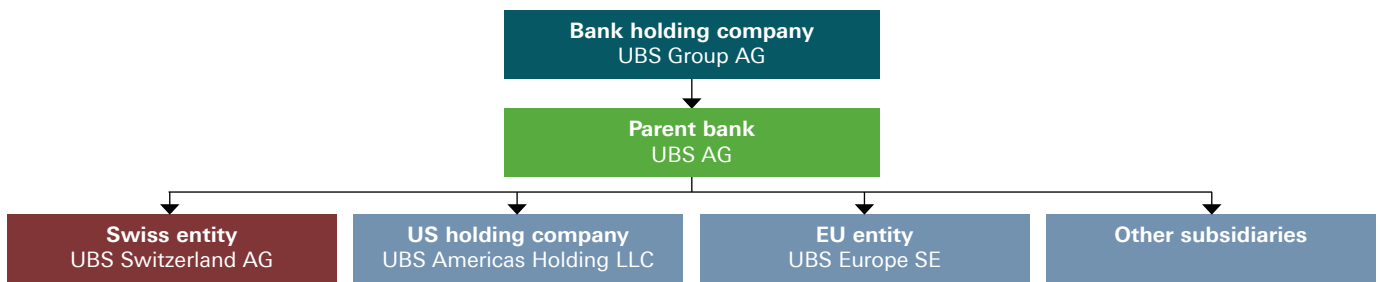 Bank holding company
UBS Group AG
Parent bank
UBS AG
Swiss entity
UBS Switzerland AG
US holding company
UBS Americas Holding LLC
EU entity
UBS Europe SE
Other subsidiaries